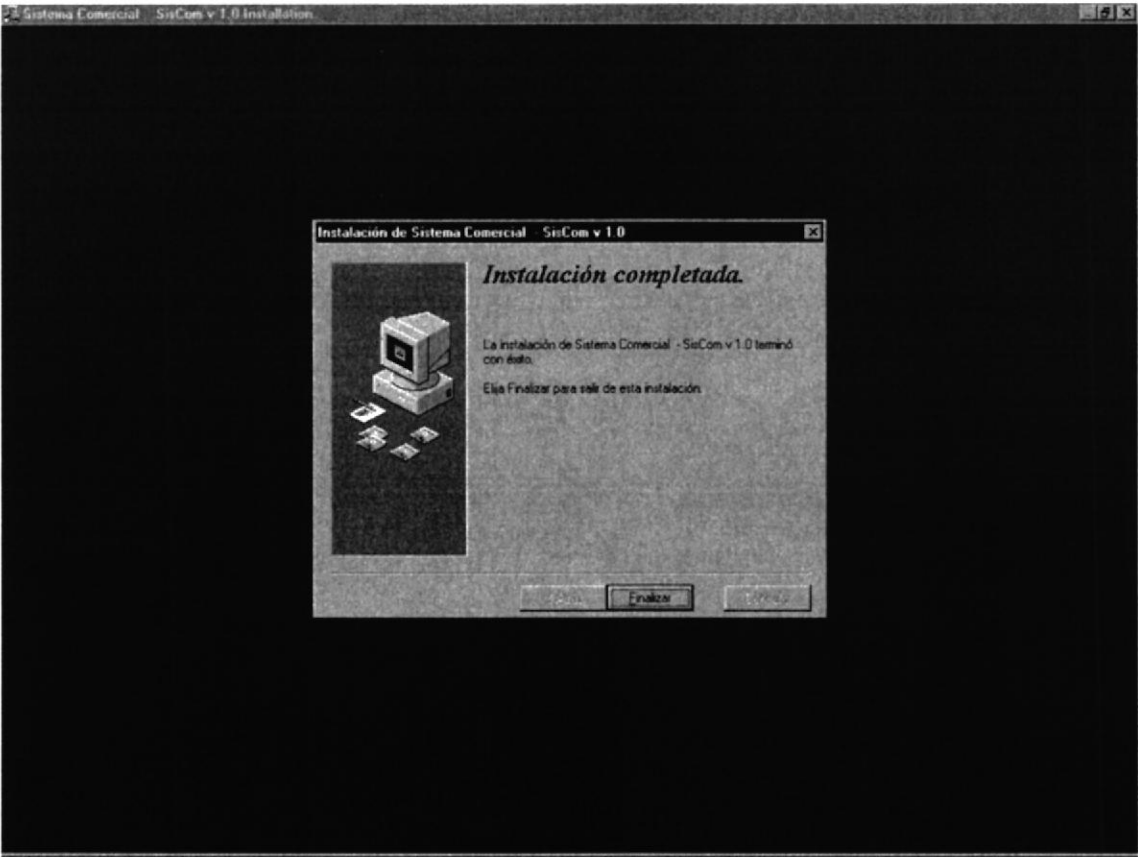 Sistema Comercial SisCom v 1.0 Installation
Instalación de Sistema Comercial - SisCom v 1.0
Instalación completada.
La instalación de Sistema Comercial - SisCom v 1.0 terminó
con éxito.
Elija Finalizar para salir de esta instalación.
Finalizar